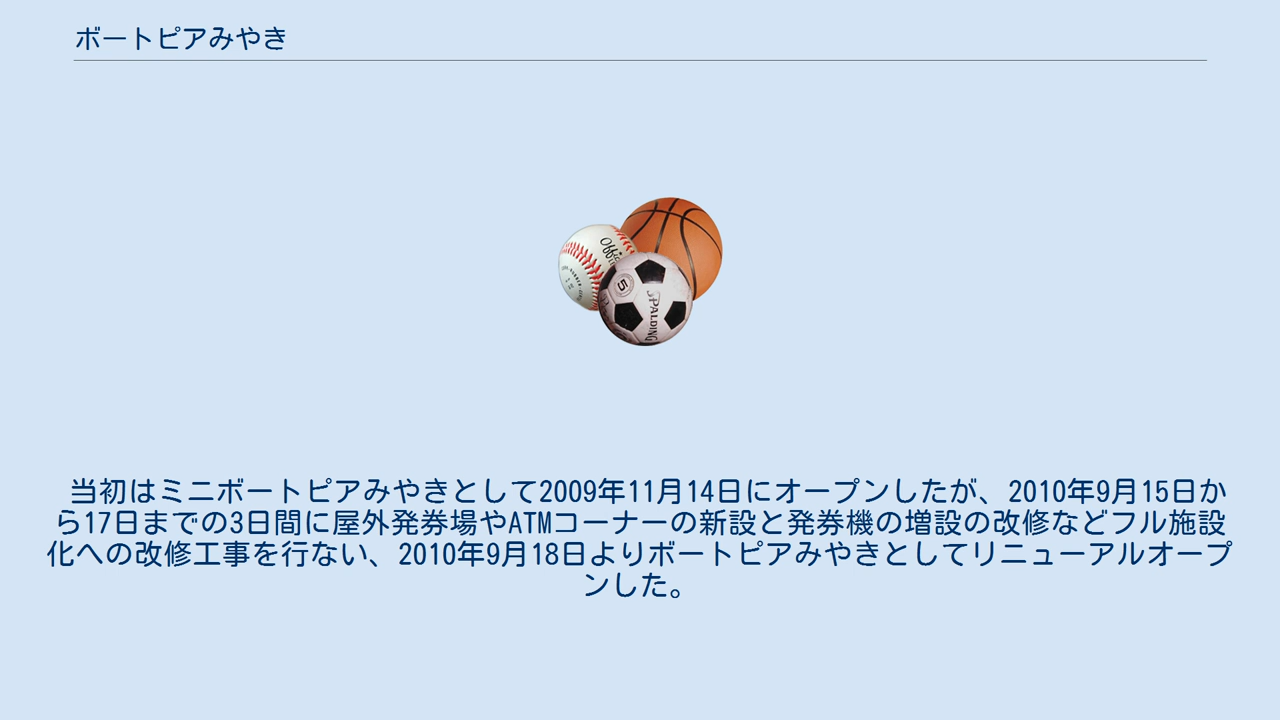 ボートピアみやき
Offic
5
SPALDING
当初はミニボートピアみやきとして2009年11月14日にオープンしたが、2010年9月15日か
ら17日までの3日間に屋外発券場やATMコーナーの新設と発券機の増設の改修などフル施設
化への改修工事を行ない、2010年9月18日よりボートピアみやきとしてリニューアルオープ
ンした。